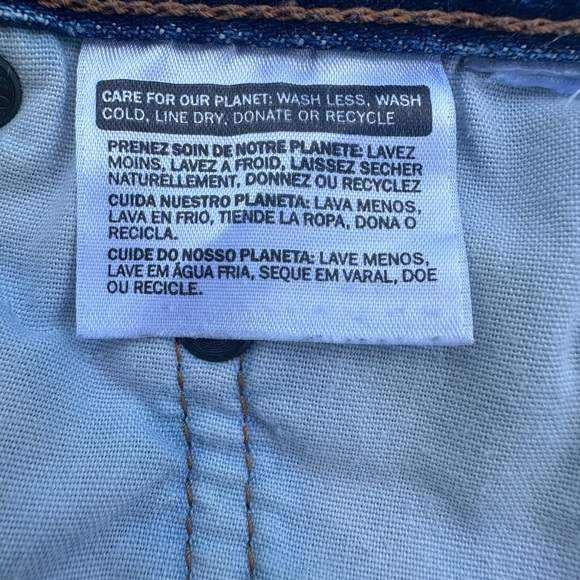 CARE FOR OUR PLANET: WASH LESS, WASH
COLD, LINE DRY, DONATE OR RECYCLE
PRENEZ SOIN DE NOTRE PLANETE: LAVEZ
MOINS, LAVEZ A FROID, LAISSEZ SECHER
NATURELLEMENT, DONNEZ OU RECYCLEZ
CUIDA NUESTRO PLANETA: LAVA MENOS,
LAVA EN FRIO, TIENDE LA ROPA, DONA O
RECICLA.
CUIDE DO NOSSO PLANETA: LAVE MENOS,
LAVE EM ÁGUA FRIA, SEQUE EM VARAL, DOE
OU RECICLE.